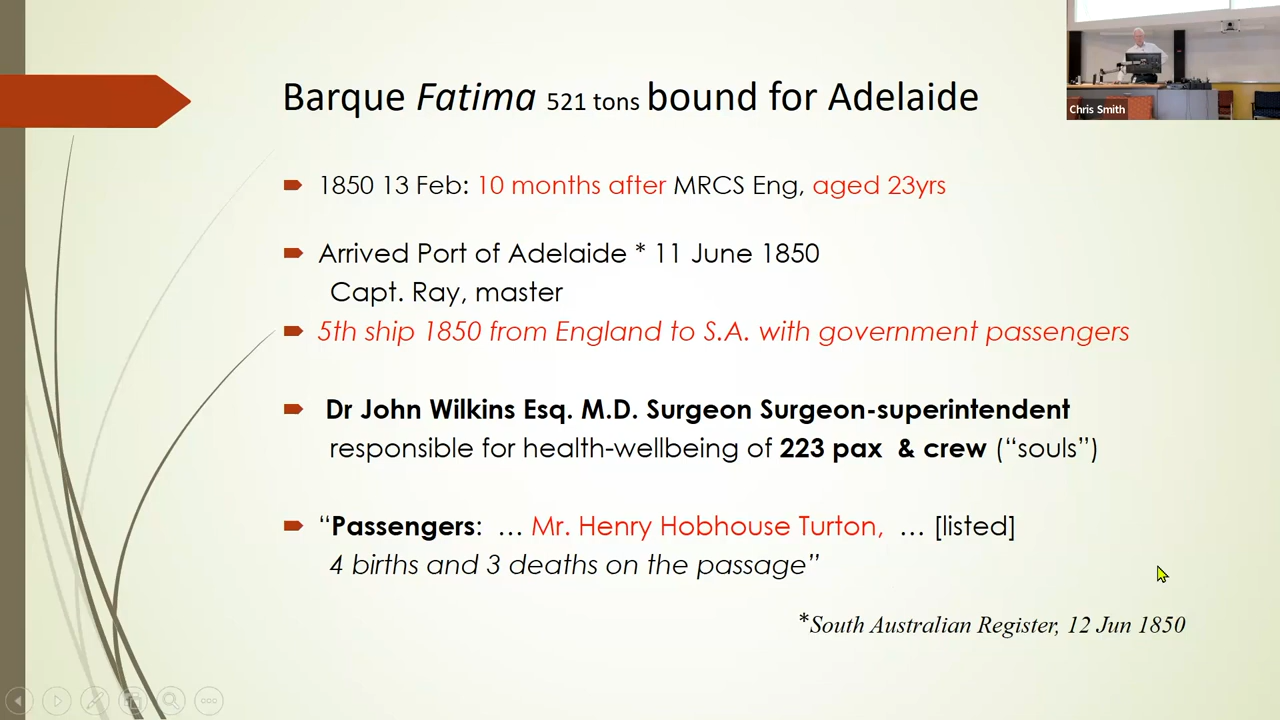 Barque Fatima 521 tons bound for Adelaide
Chris Smith
1850 13 Feb: 10 months after MRCS Eng, aged 23yrs
Arrived Port of Adelaide * 11 June 1850
Capt. Ray, master
5th ship 1850 from England to S.A. with government passengers
Dr John Wilkins Esq. M.D. Surgeon Surgeon-superintendent
responsible for health-wellbeing of 223 pax & crew (“souls”)
“Passengers: … Mr. Henry Hobhouse Turton, … [listed]
4 births and 3 deaths on the passage”
*South Australian Register, 12 Jun 1850